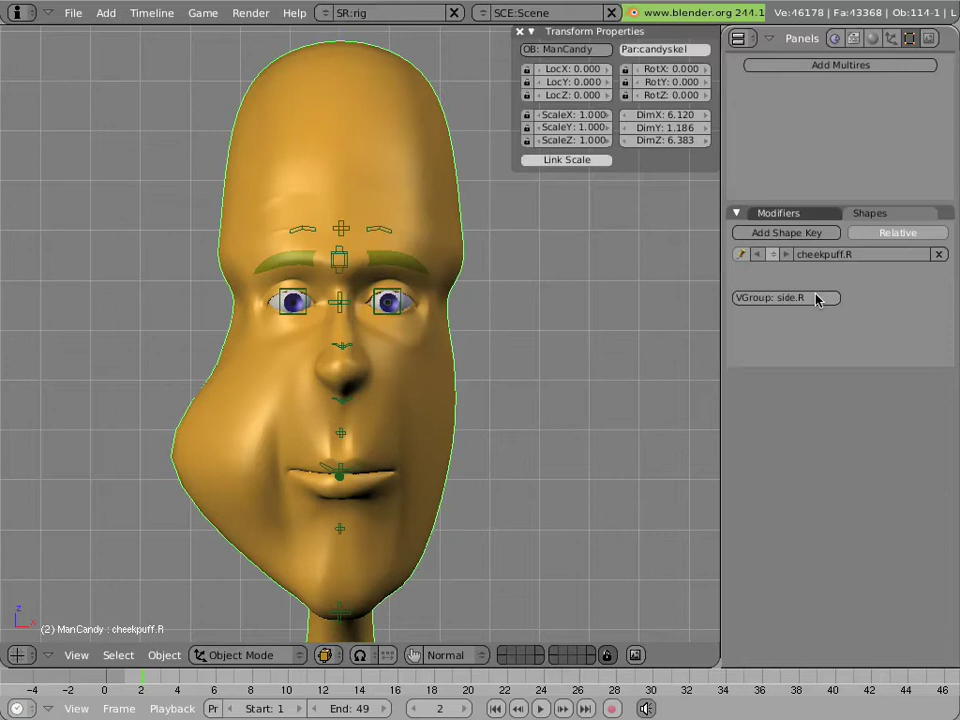 File Add Timeline Game Render Help SR:rig SCE:Scene www.blender.org 244.1 Ve:46178 | Fa:43368 | Ob:114-1 | L
Transform Properties
OB: ManCandy Par:candyskel
LocX: 0.000 RotX: 0.000
LocY: 0.000 RotY: 0.000
LocZ: 0.000 RotZ: 0.000
ScaleX: 1.000 DimX: 6.120
ScaleY: 1.000 DimY: 1.186
ScaleZ: 1.000 DimZ: 6.383
Link Scale
Panels
Add Multires
Modifiers Shapes
Add Shape Key Relative
cheekpuff.R
VGroup: side.R
z
x
(2) ManCandy : cheekpuff.R
View Select Object Object Mode Normal
-4 -2 0 2 4 6 8 10 12 14 16 18 20 22 24 26 28 30 32 34 36 38 40 42 44 46
View Frame Playback Pr Start: 1 End: 49 2